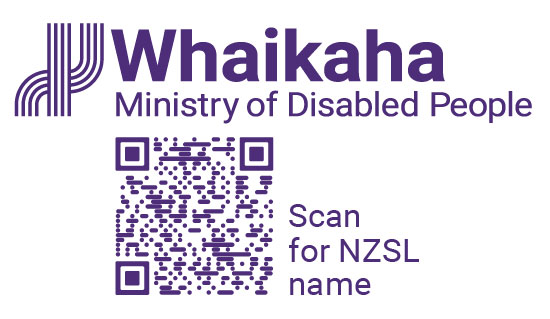 Whaikaha
Ministry of Disabled People
Scan
for NZSL
name